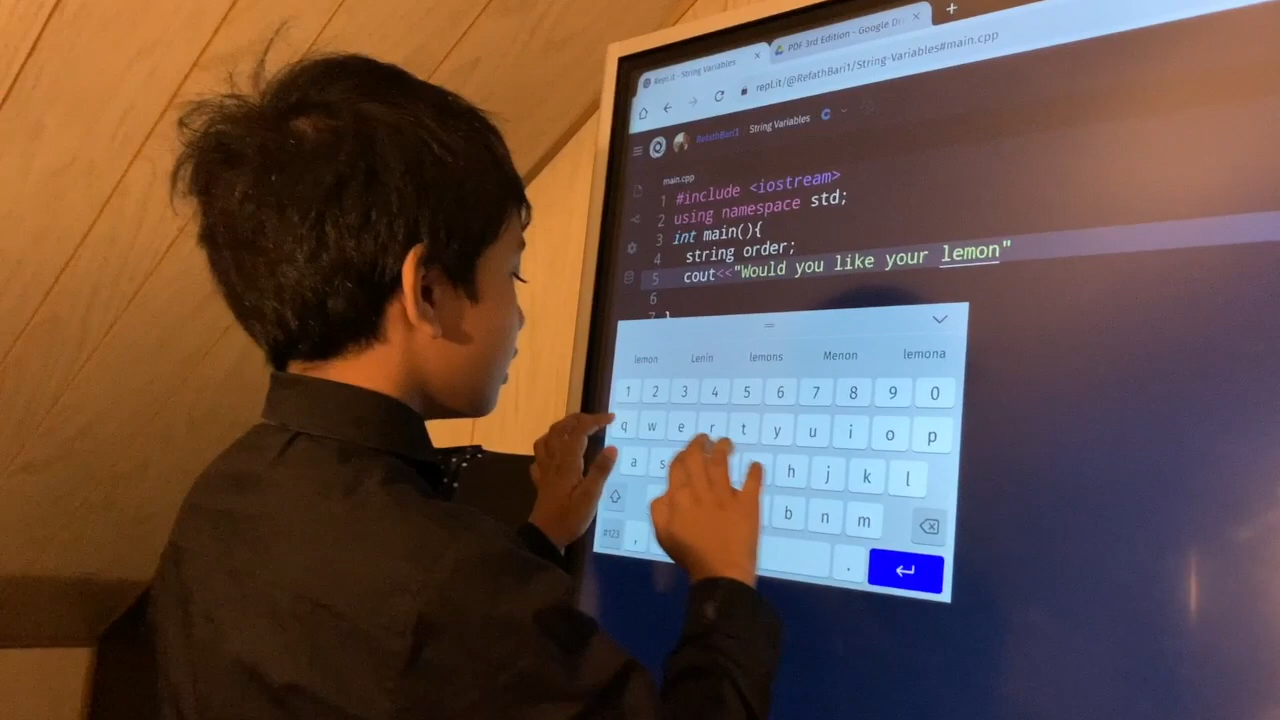 Repl.it - String Variables
PDF 3rd Edition - Google Dr
repl.it/@RefathBari1/String-Variables#main.cpp
RefathBari1 String Variables
main.cpp
1 #include <iostream>
2 using namespace std;
3 int main(){
4 string order;
5 cout<<"Would you like your lemon"
6
7 }
lemon Lenin lemons Menon lemona
1 2 3 4 5 6 7 8 9 0
q w e r t y u i o p
a s h j k l
b n m
#123 , .